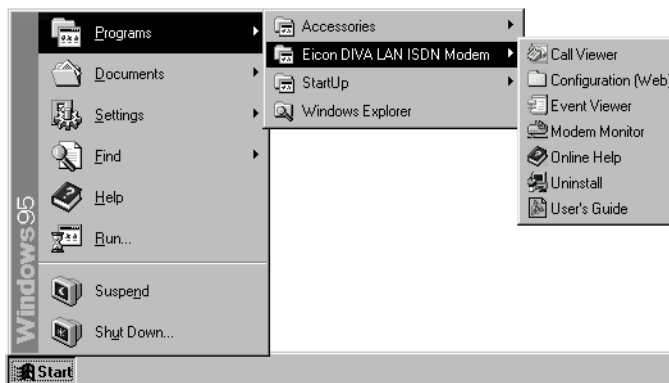 Programs
Documents
Settings
Find
Help
Run...
Suspend
Shut Down...
Windows95
Start
Accessories
Eicon DIVA LAN ISDN Modem
StartUp
Windows Explorer
Call Viewer
Configuration (Web)
Event Viewer
Modem Monitor
Online Help
Uninstall
User's Guide